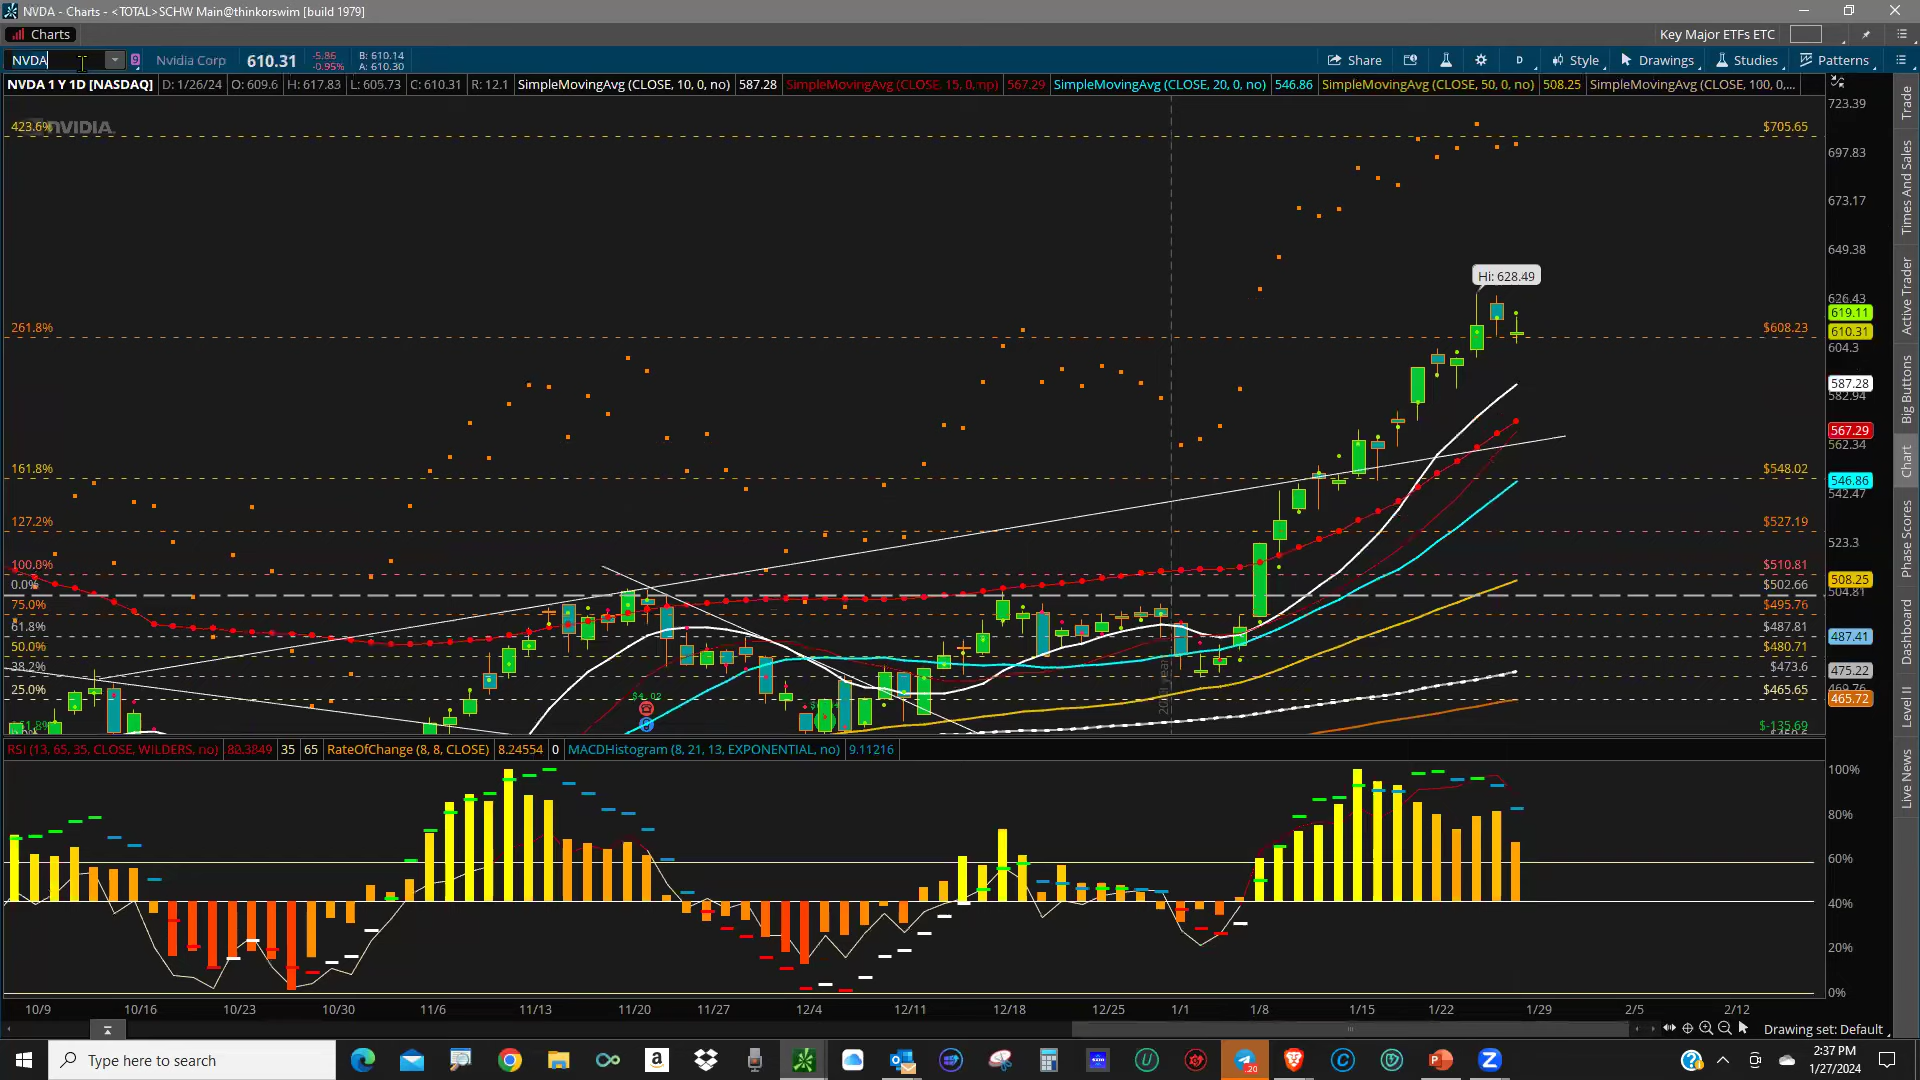 NVDA - Charts - <TOTAL>SCHW Main@thinkorswim [build 1979]
Charts
Key Major ETFs ETC
NVDA
9
Nvidia Corp
610.31
-5.86
-0.95%
B: 610.14
A: 610.30
Share
D
Style
Drawings
Studies
Patterns
NVDA 1 Y 1D [NASDAQ]
D: 1/26/24
O: 609.6
H: 617.83
L: 605.73
C: 610.31
R: 12.1
SimpleMovingAvg (CLOSE, 10, 0, no)
587.28
SimpleMovingAvg (CLOSE, 15, 0, no)
567.29
SimpleMovingAvg (CLOSE, 20, 0, no)
546.86
SimpleMovingAvg (CLOSE, 50, 0, no)
508.25
SimpleMovingAvg (CLOSE, 100, 0,...
NVIDIA.
423.6%
261.8%
161.8%
127.2%
100.0%
0.0%
75.0%
61.8%
50.0%
38.2%
25.0%
Hi: 628.49
$705.65
$608.23
$548.02
$527.19
$510.81
$502.66
$495.76
$487.81
$480.71
$473.6
$465.65
$-135.69
723.39
697.83
673.17
649.38
626.43
619.11
610.31
604.3
587.28
582.94
567.29
562.34
546.86
542.47
523.3
508.25
504.81
487.41
475.22
469.76
465.72
$4.02
RSI (13, 65, 35, CLOSE, WILDERS, no)
80.3849
35
65
RateOfChange (8, 8, CLOSE)
8.24554
0
MACDHistogram (8, 21, 13, EXPONENTIAL, no)
9.11216
100%
80%
60%
40%
20%
0%
10/9
10/16
10/23
10/30
11/6
11/13
11/20
11/27
12/4
12/11
12/18
12/25
1/1
1/8
1/15
1/22
1/29
2/5
2/12
Drawing set: Default
Trade
Times And Sales
Active Trader
Big Buttons
Chart
Phase Scores
Dashboard
Level II
Live News
Type here to search
20
2:37 PM
1/27/2024